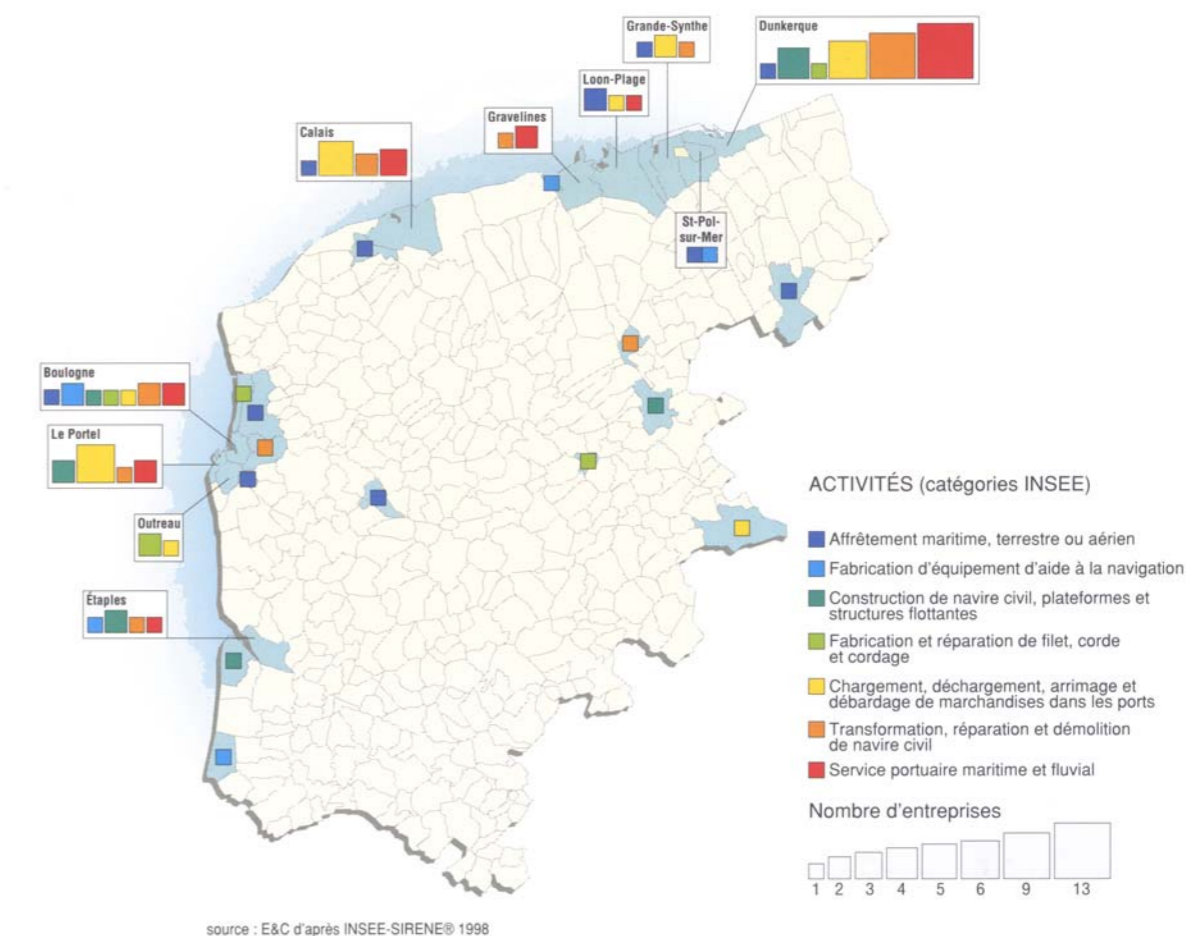 Grande-Synthe
Dunkerque
Loon-Plage
Gravelines
Calais
St-Pol-
sur-Mer
Boulogne
Le Portel
Outreau
Étaples
ACTIVITÉS (catégories INSEE)
Affrêtement maritime, terrestre ou aérien
Fabrication d'équipement d'aide à la navigation
Construction de navire civil, plateformes et
structures flottantes
Fabrication et réparation de filet, corde
et cordage
Chargement, déchargement, arrimage et
débardage de marchandises dans les ports
Transformation, réparation et démolition
de navire civil
Service portuaire maritime et fluvial
Nombre d'entreprises
1 2 3 4 5 6 9 13
source : E&C d'après INSEE-SIRENE® 1998